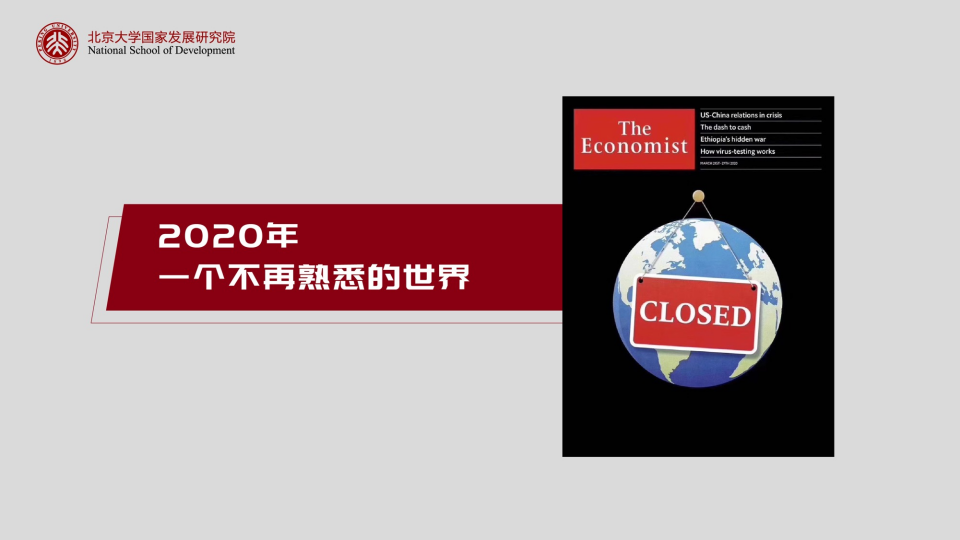 北京大学国家发展研究院
National School of Development
2020年
一个不再熟悉的世界
The
Economist
US-China relations in crisis
The dash to cash
Ethiopia's hidden war
How virus-testing works
MARCH 21ST–27TH 2020
CLOSED